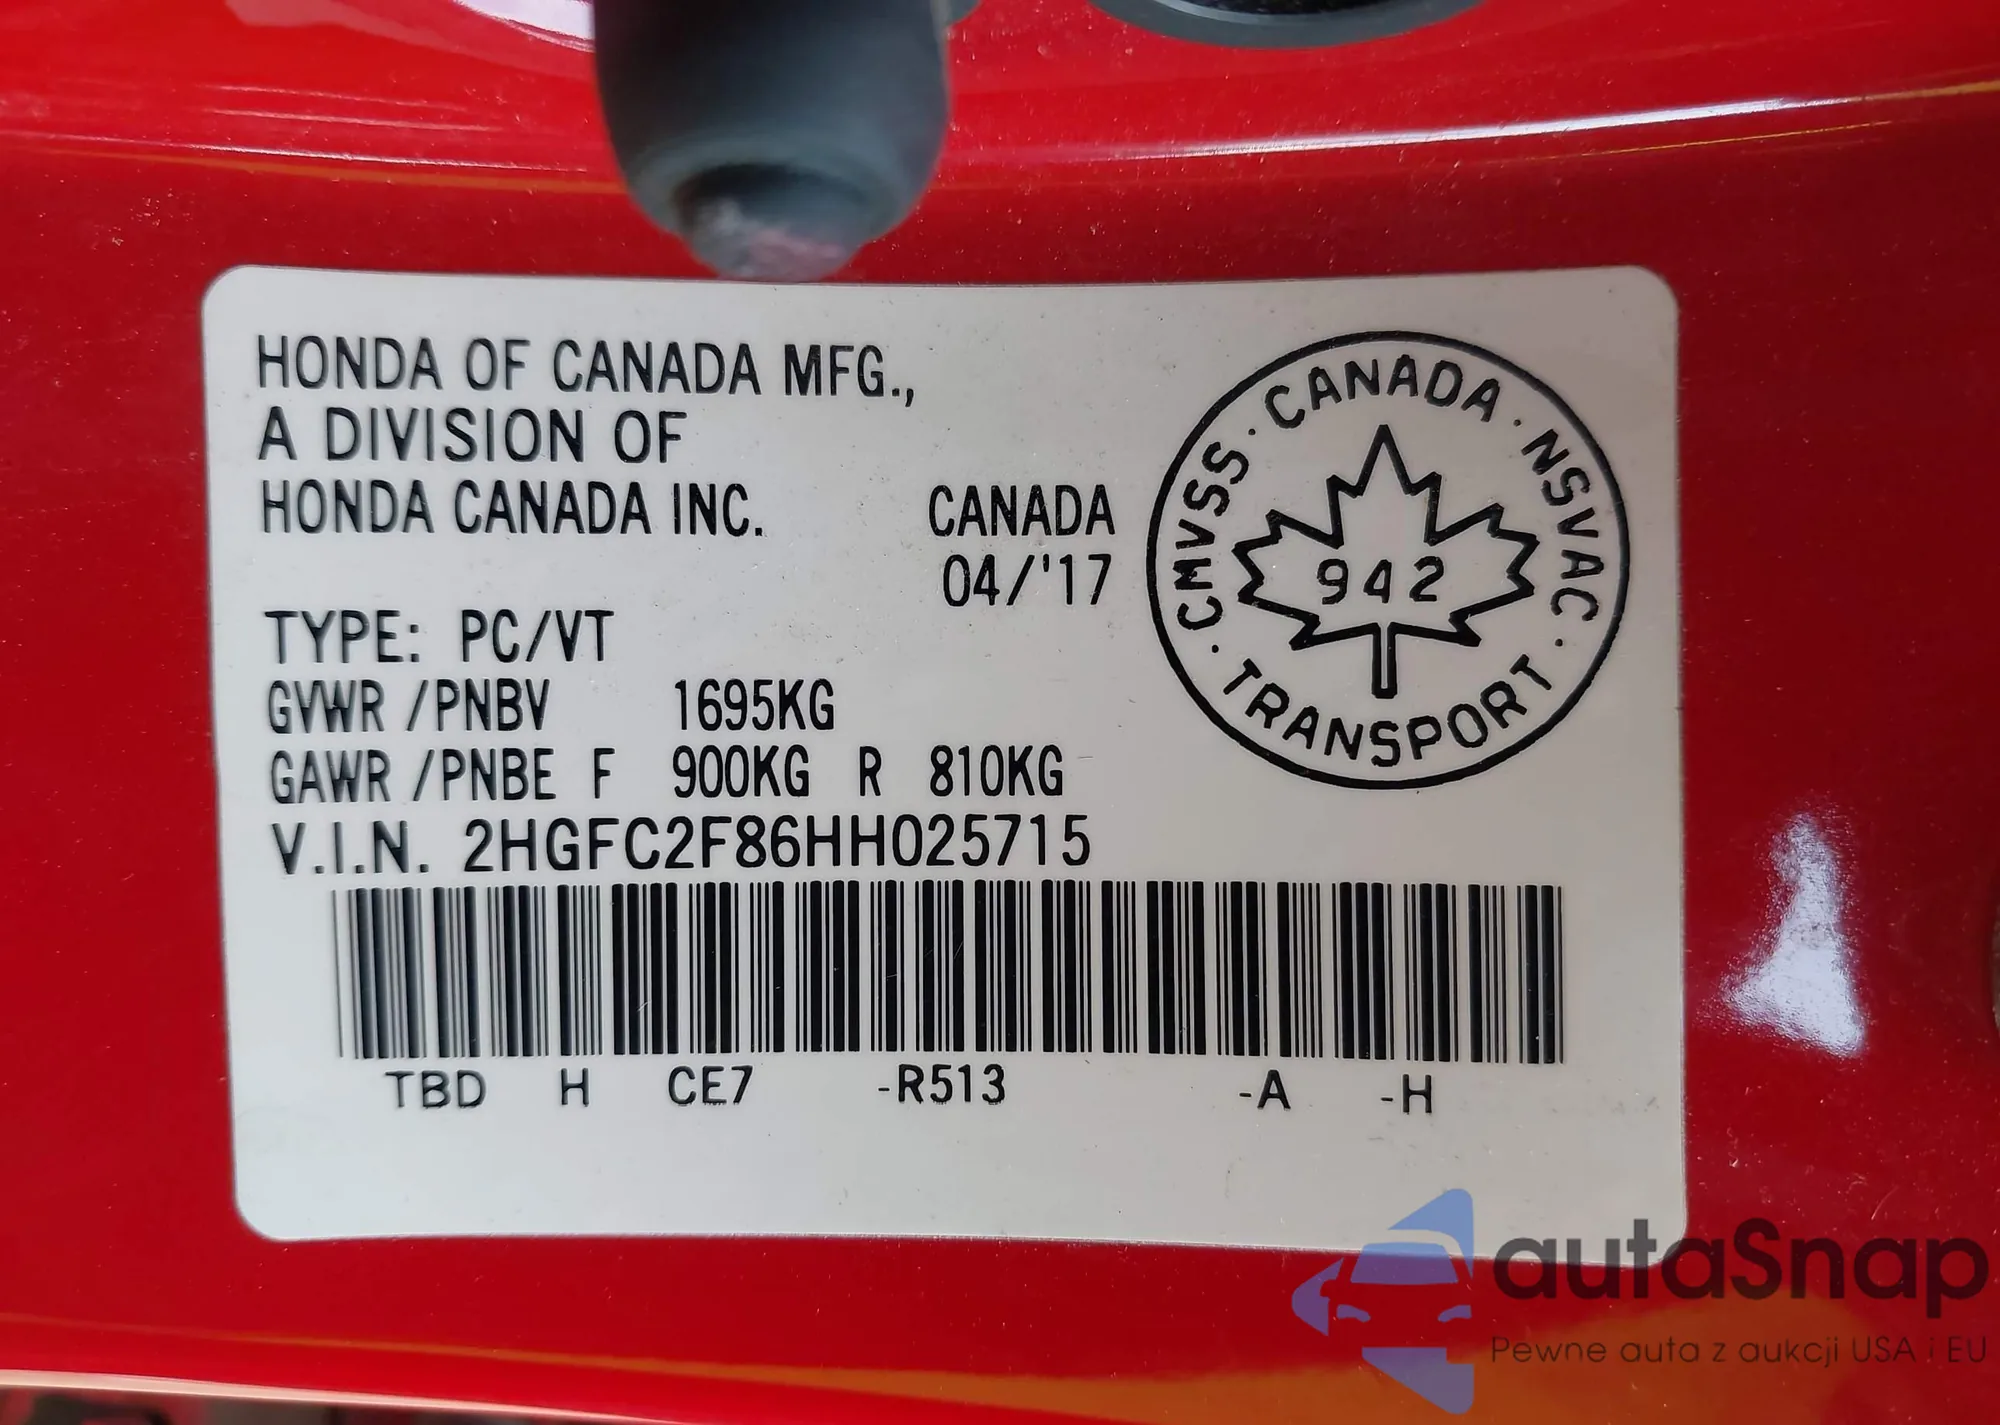 HONDA OF CANADA MFG.,
A DIVISION OF
HONDA CANADA INC.
CANADA
04/'17
TYPE: PC/VT
GVWR /PNBV 1695KG
GAWR /PNBE F 900KG R 810KG
V.I.N. 2HGFC2F86HH025715
TBD H CE7 -R513 -A -H
CMVSS · CANADA · NSVAC · TRANSPORT ·
942
autaSnap
Pewne auta z aukcji USA i EU